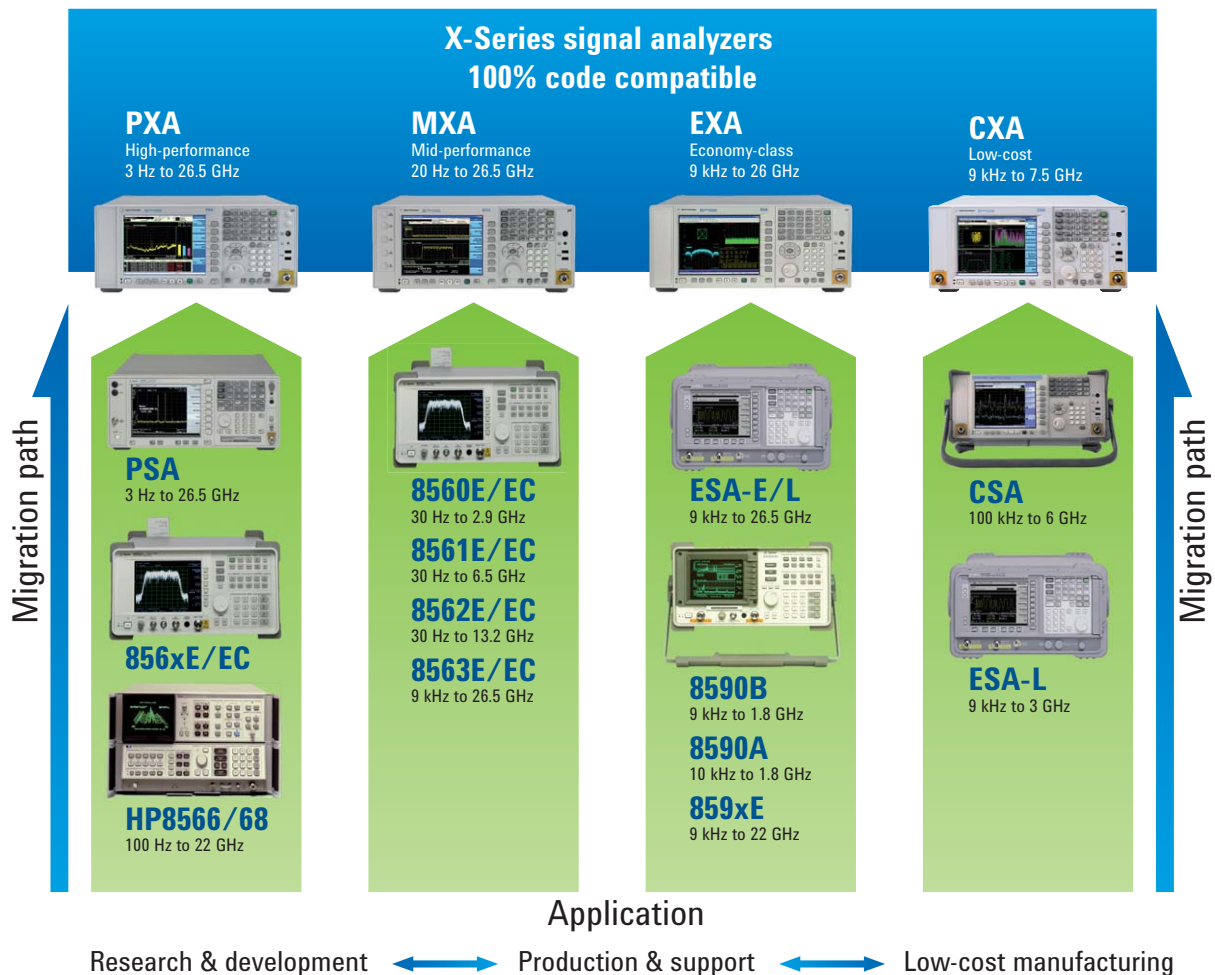 X-Series signal analyzers
100% code compatible
PXA
High-performance
3 Hz to 26.5 GHz
MXA
Mid-performance
20 Hz to 26.5 GHz
EXA
Economy-class
9 kHz to 26 GHz
CXA
Low-cost
9 kHz to 7.5 GHz
Migration path
PSA
3 Hz to 26.5 GHz
856xE/EC
HP8566/68
100 Hz to 22 GHz
8560E/EC
30 Hz to 2.9 GHz
8561E/EC
30 Hz to 6.5 GHz
8562E/EC
30 Hz to 13.2 GHz
8563E/EC
9 kHz to 26.5 GHz
ESA-E/L
9 kHz to 26.5 GHz
8590B
9 kHz to 1.8 GHz
8590A
10 kHz to 1.8 GHz
859xE
9 kHz to 22 GHz
CSA
100 kHz to 6 GHz
ESA-L
9 kHz to 3 GHz
Migration path
Application
Research & development
Production & support
Low-cost manufacturing